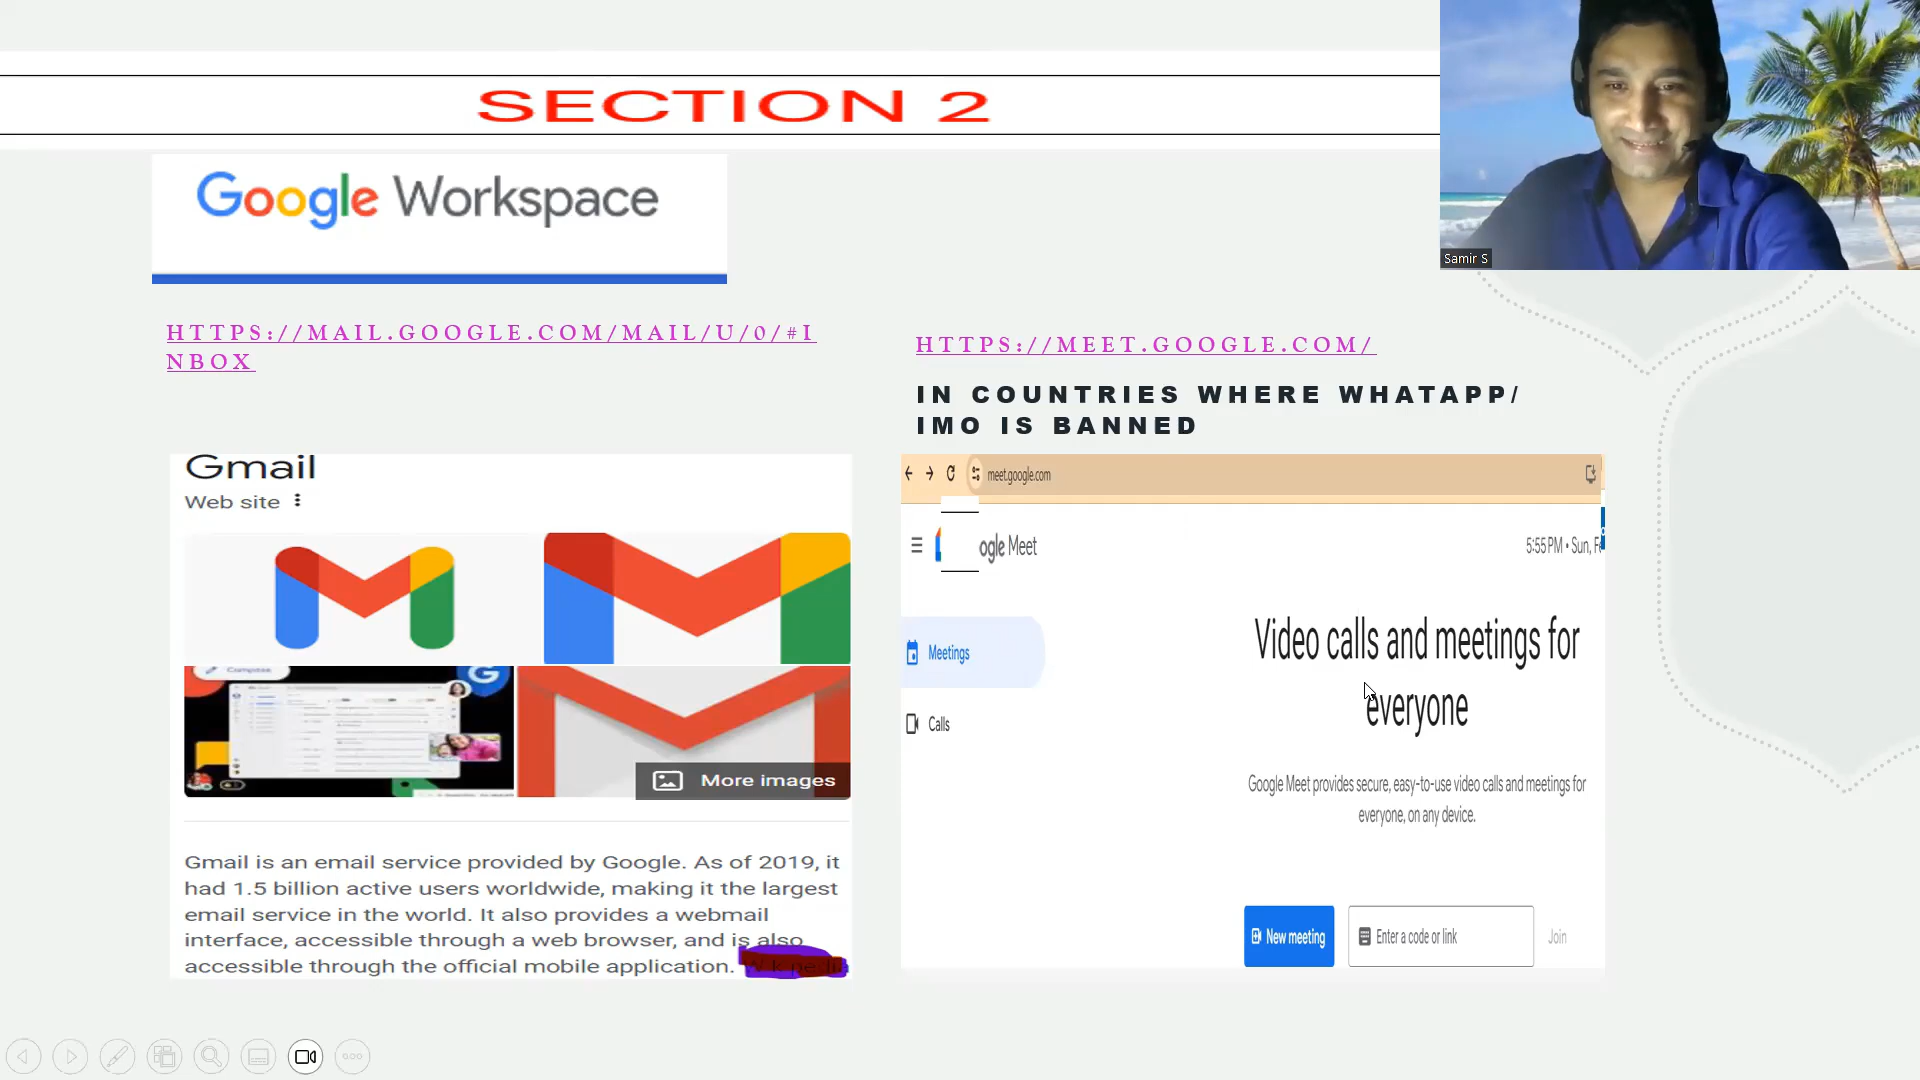 SECTION 2
Google Workspace
Samir S
HTTPS://MAIL.GOOGLE.COM/MAIL/U/0/#I
NBOX
HTTPS://MEET.GOOGLE.COM/
IN COUNTRIES WHERE WHATAPP/
IMO IS BANNED
Gmail
Web site
Compose
More images
Gmail is an email service provided by Google. As of 2019, it
had 1.5 billion active users worldwide, making it the largest
email service in the world. It also provides a webmail
interface, accessible through a web browser, and is also
accessible through the official mobile application.
meet.google.com
ogle Meet
5:55 PM • Sun, Fe
Meetings
Calls
Video calls and meetings for
everyone
Google Meet provides secure, easy-to-use video calls and meetings for
everyone, on any device.
New meeting
Enter a code or link
Join